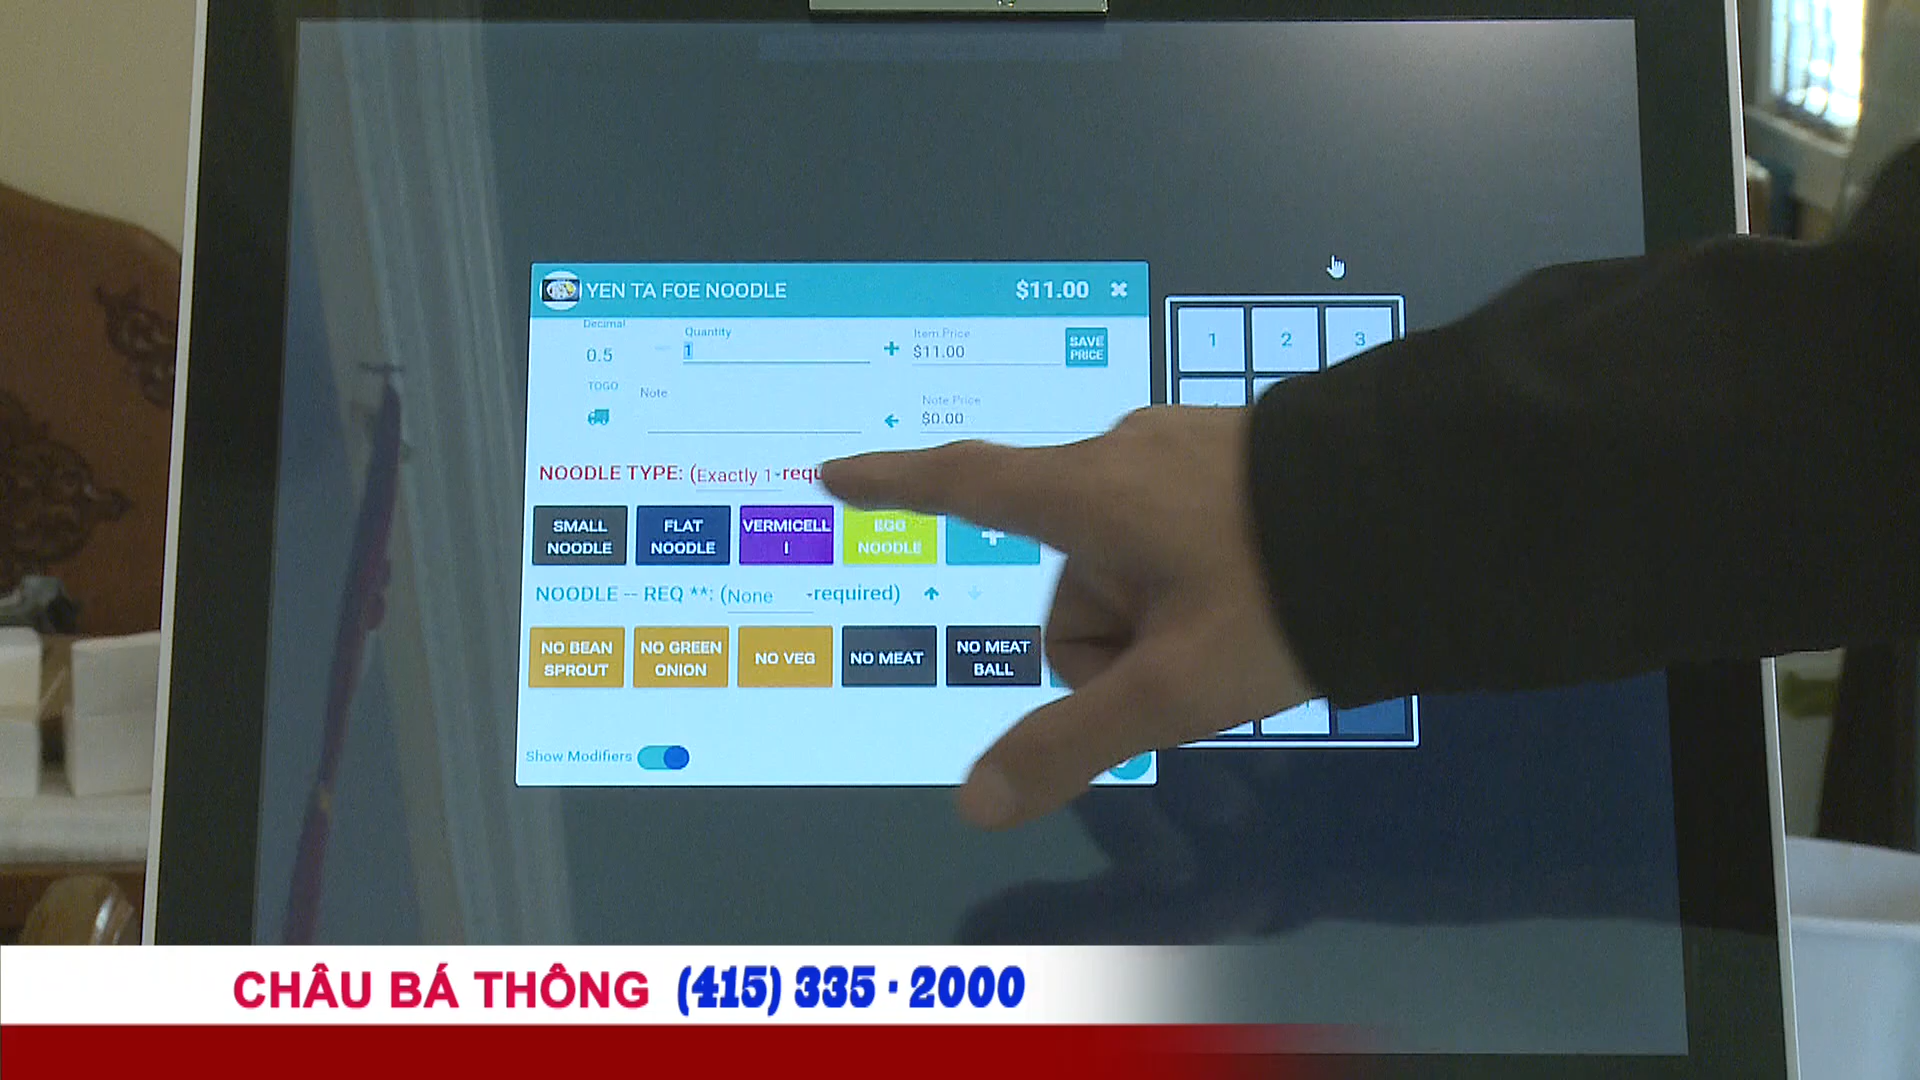 YEN TA FOE NOODLE $11.00
Decimal
0.5
Quantity
1
Item Price
$11.00
SAVE PRICE
TOGO
Note
Note Price
$0.00
NOODLE TYPE: (Exactly 1-requ
SMALL NOODLE
FLAT NOODLE
VERMICELLI
EGG NOODLE
NOODLE -- REQ **: (None -required)
NO BEAN SPROUT
NO GREEN ONION
NO VEG
NO MEAT
NO MEAT BALL
Show Modifiers
1 2 3
CHÂU BÁ THÔNG (415) 335 · 2000